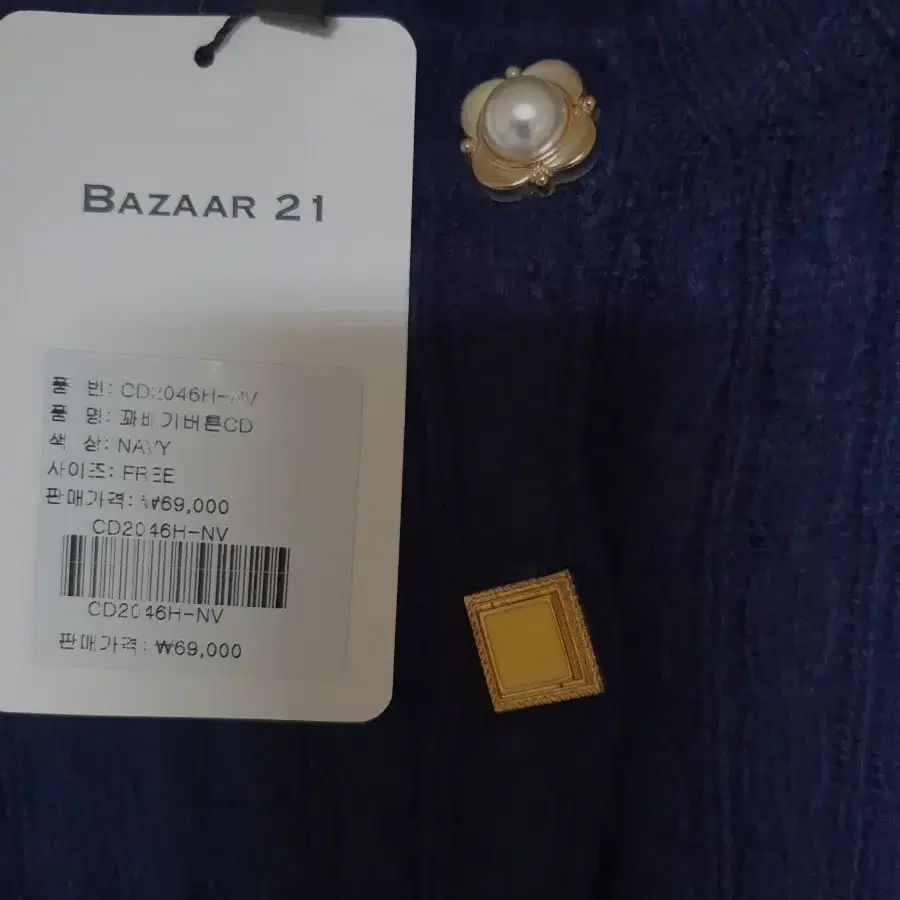 BAZAAR 21
품 번: CD2046H-NV
품 명: 꽈비기버튼CD
색 상: NAVY
사이즈: FREE
판매가격: ₩69,000
CD2046H-NV
CD2046H-NV
판매가격: ₩69,000